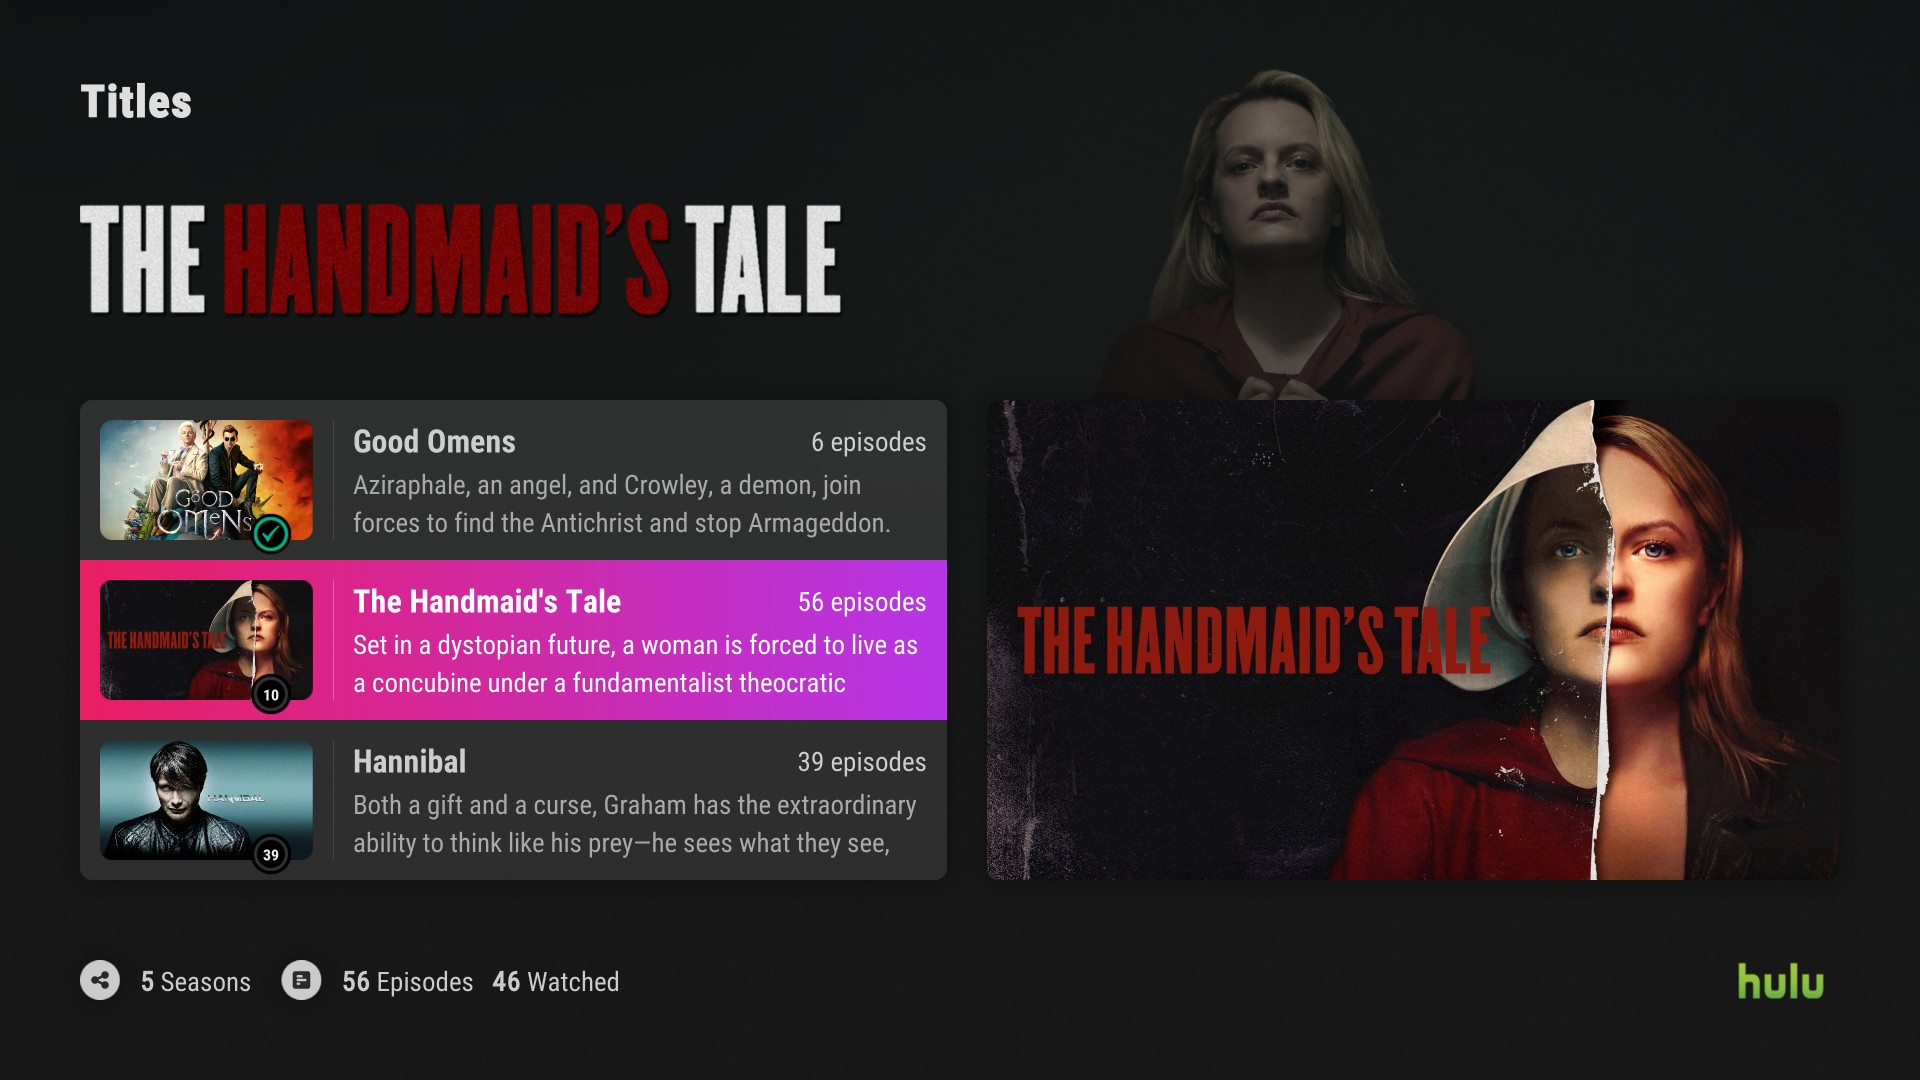 Titles
THE HANDMAID'S TALE
GOOD OMENS
Good Omens
6 episodes
Aziraphale, an angel, and Crowley, a demon, join
forces to find the Antichrist and stop Armageddon.
THE HANDMAID'S TALE
10
The Handmaid's Tale
56 episodes
Set in a dystopian future, a woman is forced to live as
a concubine under a fundamentalist theocratic
HANNIBAL
39
Hannibal
39 episodes
Both a gift and a curse, Graham has the extraordinary
ability to think like his prey—he sees what they see,
THE HANDMAID'S TALE
5 Seasons
56 Episodes 46 Watched
hulu